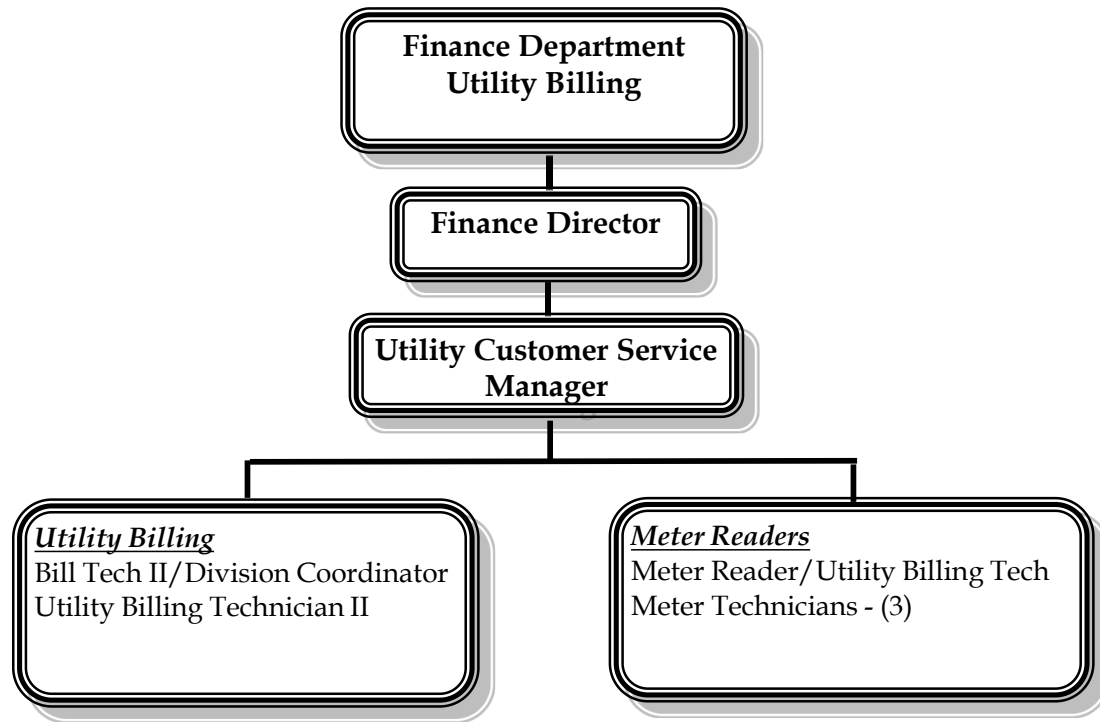 Finance Department
Utility Billing
Finance Director
Utility Customer Service
Manager
Utility Billing
Bill Tech II/Division Coordinator
Utility Billing Technician II
Meter Readers
Meter Reader/Utility Billing Tech
Meter Technicians - (3)